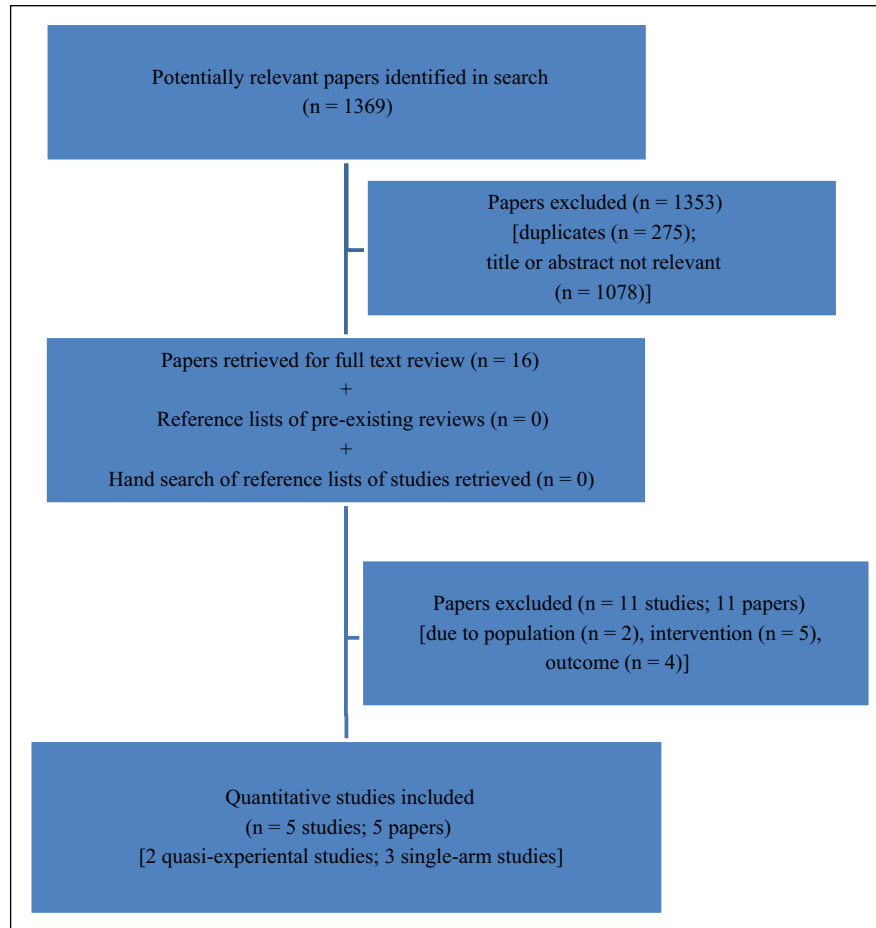 Potentially relevant papers identified in search
(n = 1369)
Papers excluded (n = 1353)
[duplicates (n = 275);
title or abstract not relevant
(n = 1078)]
Papers retrieved for full text review (n = 16)
+
Reference lists of pre-existing reviews (n = 0)
+
Hand search of reference lists of studies retrieved (n = 0)
Papers excluded (n = 11 studies; 11 papers)
[due to population (n = 2), intervention (n = 5),
outcome (n = 4)]
Quantitative studies included
(n = 5 studies; 5 papers)
[2 quasi-experiental studies; 3 single-arm studies]